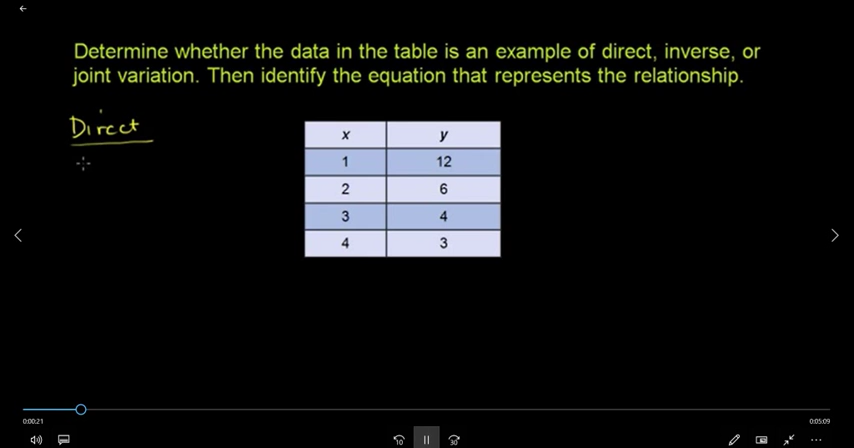 Determine whether the data in the table is an example of direct, inverse, or
joint variation. Then identify the equation that represents the relationship.
Direct
x y
1 12
2 6
3 4
4 3
0:00:21 0:05:09
10 30